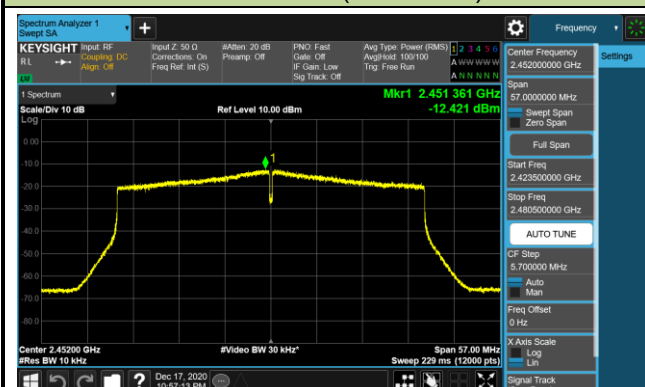 Spectrum Analyzer 1
Swept SA
+
Frequency
KEYSIGHT
RL
Input: RF
Coupling: DC
Align: Off
Input Z: 50 Ω
Corrections: On
Freq Ref: Int (S)
#Atten: 20 dB
Preamp: Off
PNO: Fast
Gate: Off
IF Gain: Low
Sig Track: Off
Avg Type: Power (RMS)
Avg|Hold: 100/100
Trig: Free Run
1 2 3 4 5 6
A W W W W W
A N N N N N
LW
1 Spectrum
Scale/Div 10 dB
Log
Ref Level 10.00 dBm
Mkr1 2.451 361 GHz
-12.421 dBm
1
0.00
-10.0
-20.0
-30.0
-40.0
-50.0
-60.0
-70.0
-80.0
Center 2.45200 GHz
#Res BW 10 kHz
#Video BW 30 kHz*
Span 57.00 MHz
Sweep 229 ms (12000 pts)
Center Frequency
2.452000000 GHz
Settings
Span
57.0000000 MHz
Swept Span
Zero Span
Full Span
Start Freq
2.423500000 GHz
Stop Freq
2.480500000 GHz
AUTO TUNE
CF Step
5.700000 MHz
Auto
Man
Freq Offset
0 Hz
X Axis Scale
Log
Lin
Signal Track
?
Dec 17, 2020
10:57:13 PM